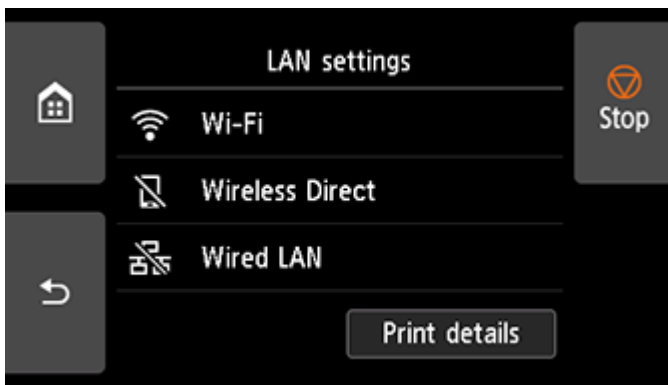 LAN settings
Wi-Fi
Stop
Wireless Direct
Wired LAN
Print details